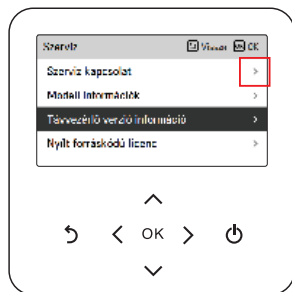 Szerviz Vissza OK
Szerviz kapcsolat >
Modell információk >
Távvezérlő verzió információ >
Nyílt forráskódú licenc >
OK